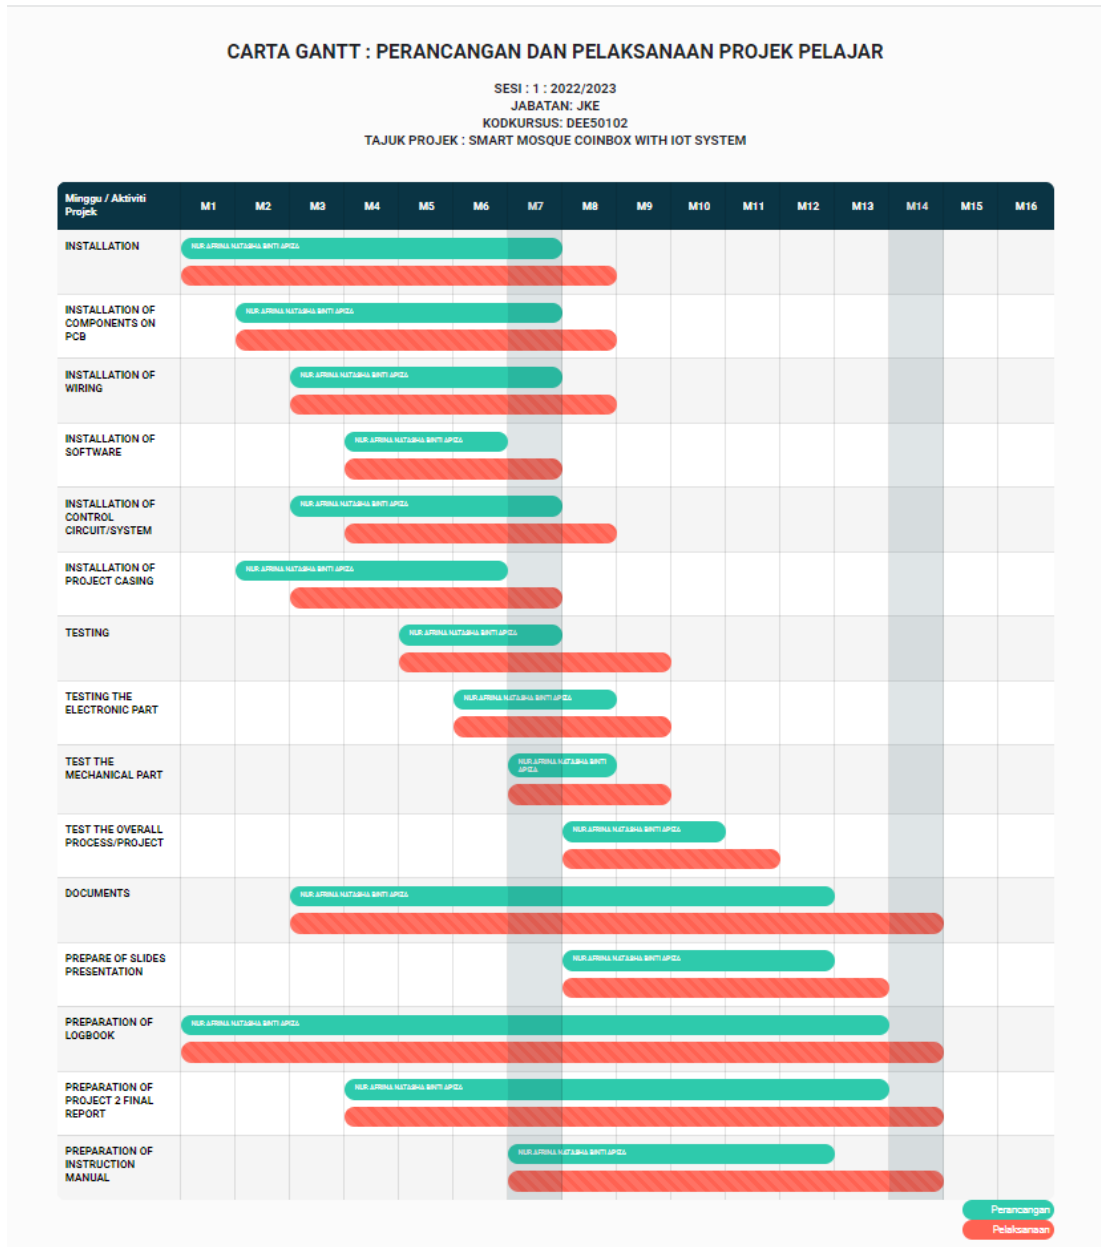 CARTA GANTT : PERANCANGAN DAN PELAKSANAAN PROJEK PELAJAR
SESI : 1 : 2022/2023
JABATAN: JKE
KODKURSUS: DEE50102
TAJUK PROJEK : SMART MOSQUE COINBOX WITH IOT SYSTEM
Minggu / Aktiviti
Projek
M1 M2 M3 M4 M5 M6 M7 M8 M9 M10 M11 M12 M13 M14 M15 M16
INSTALLATION
NUR AFRINA NATASHA BINTI APIZA
INSTALLATION OF
COMPONENTS ON
PCB
NUR AFRINA NATASHA BINTI APIZA
INSTALLATION OF
WIRING
NUR AFRINA NATASHA BINTI APIZA
INSTALLATION OF
SOFTWARE
NUR AFRINA NATASHA BINTI APIZA
INSTALLATION OF
CONTROL
CIRCUIT/SYSTEM
NUR AFRINA NATASHA BINTI APIZA
INSTALLATION OF
PROJECT CASING
NUR AFRINA NATASHA BINTI APIZA
TESTING
NUR AFRINA NATASHA BINTI APIZA
TESTING THE
ELECTRONIC PART
NUR AFRINA NATASHA BINTI APIZA
TEST THE
MECHANICAL PART
NUR AFRINA NATASHA BINTI
APIZA
TEST THE OVERALL
PROCESS/PROJECT
NUR AFRINA NATASHA BINTI APIZA
DOCUMENTS
NUR AFRINA NATASHA BINTI APIZA
PREPARE OF SLIDES
PRESENTATION
NUR AFRINA NATASHA BINTI APIZA
PREPARATION OF
LOGBOOK
NUR AFRINA NATASHA BINTI APIZA
PREPARATION OF
PROJECT 2 FINAL
REPORT
NUR AFRINA NATASHA BINTI APIZA
PREPARATION OF
INSTRUCTION
MANUAL
NUR AFRINA NATASHA BINTI APIZA
Perancangan
Pelaksanaan